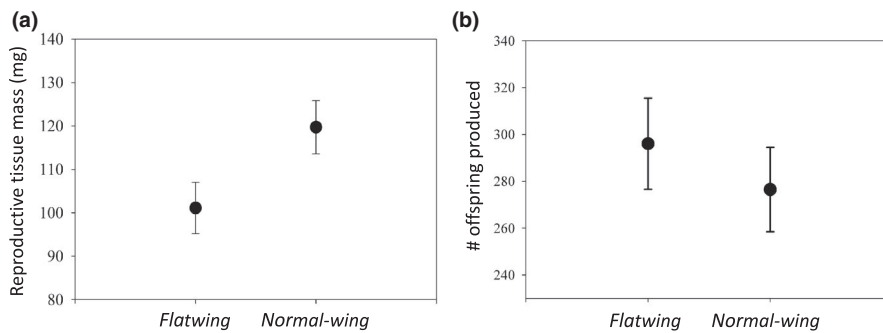 (a)
Reproductive tissue mass (mg)
140
130
120
110
100
90
80
Flatwing Normal-wing
(b)
# offspring produced
340
320
300
280
260
240
Flatwing Normal-wing